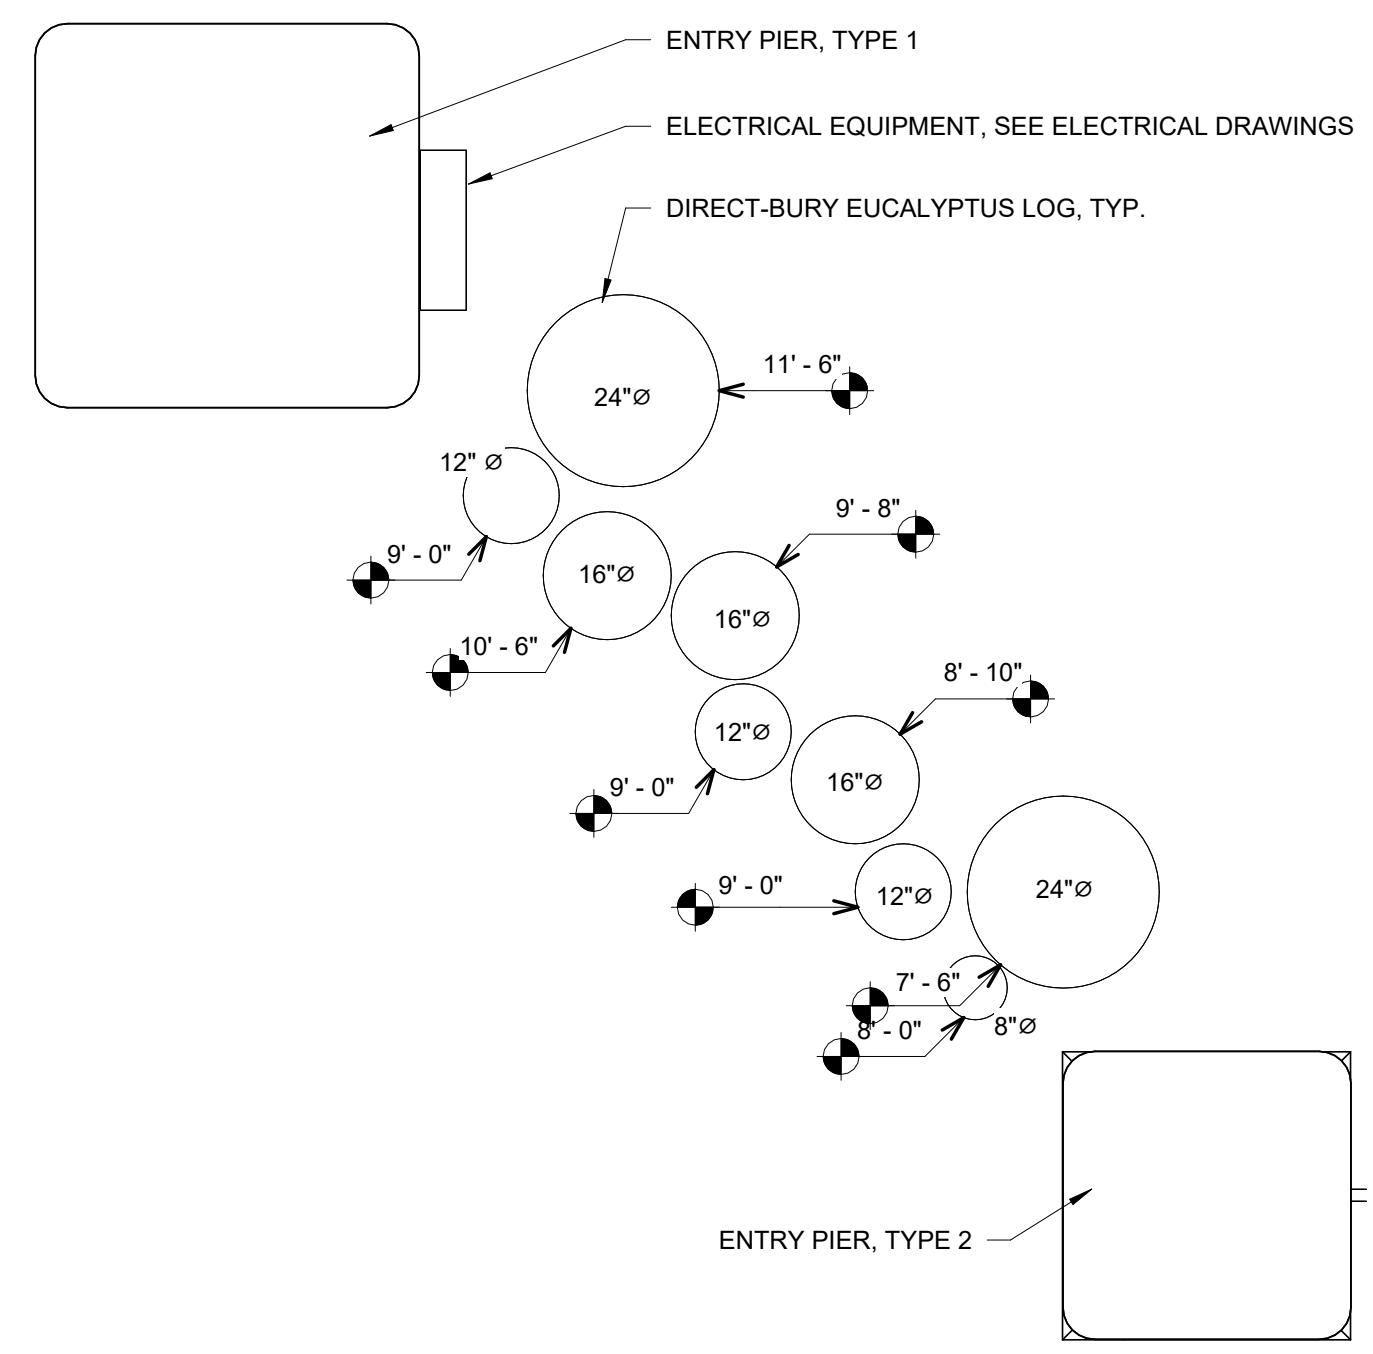 ENTRY PIER, TYPE 1
ELECTRICAL EQUIPMENT, SEE ELECTRICAL DRAWINGS
DIRECT-BURY EUCALYPTUS LOG, TYP.
11' - 6"
24"Ø
12" Ø
9' - 8"
9' - 0"
16"Ø
16"Ø
10' - 6"
8' - 10"
12"Ø
16"Ø
9' - 0"
9' - 0"
12"Ø
24"Ø
7' - 6"
8' - 0"
8"Ø
ENTRY PIER, TYPE 2